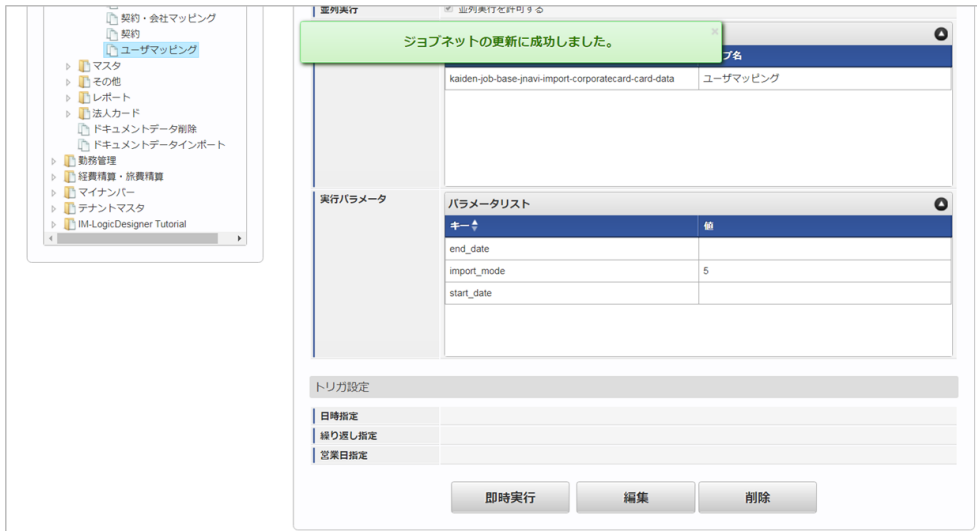 契約・会社マッピング
契約
ユーザマッピング
マスタ
その他
レポート
法人カード
ドキュメントデータ削除
ドキュメントデータインポート
勤務管理
経費精算・旅費精算
マイナンバー
テナントマスタ
IM-LogicDesigner Tutorial
並列実行
並列実行を許可する
ジョブネットの更新に成功しました。
×
ブ名
kaiden-job-base-jnavi-import-corporatecard-card-data
ユーザマッピング
実行パラメータ
パラメータリスト
キー
値
end_date
import_mode
5
start_date
トリガ設定
日時指定
繰り返し指定
営業日指定
即時実行
編集
削除